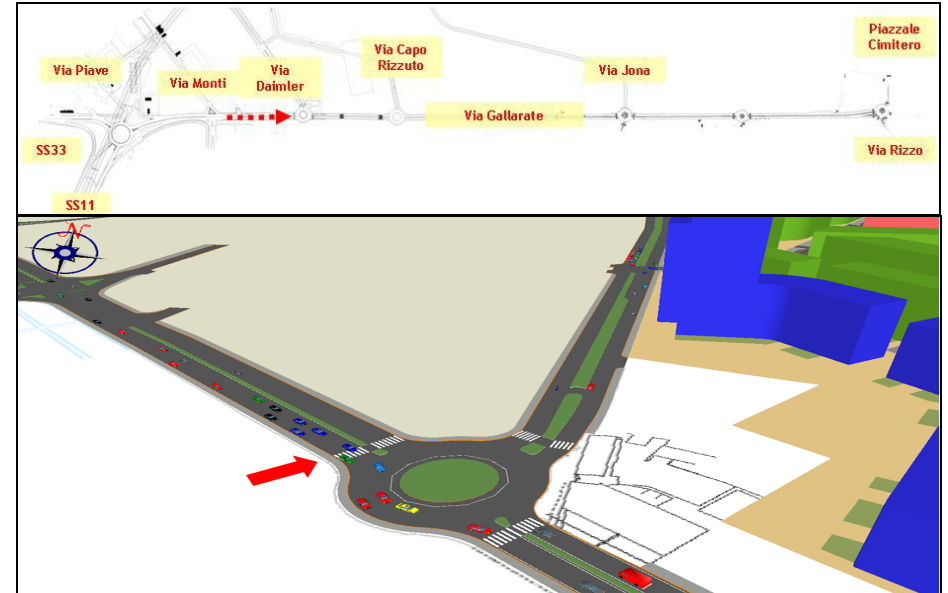 Piazzale
Cimitero
Via Capo
Rizzuto
Via Piave
Via
Daimler
Via Jona
Via Monti
Via Gallarate
SS33
Via Rizzo
SS11
N